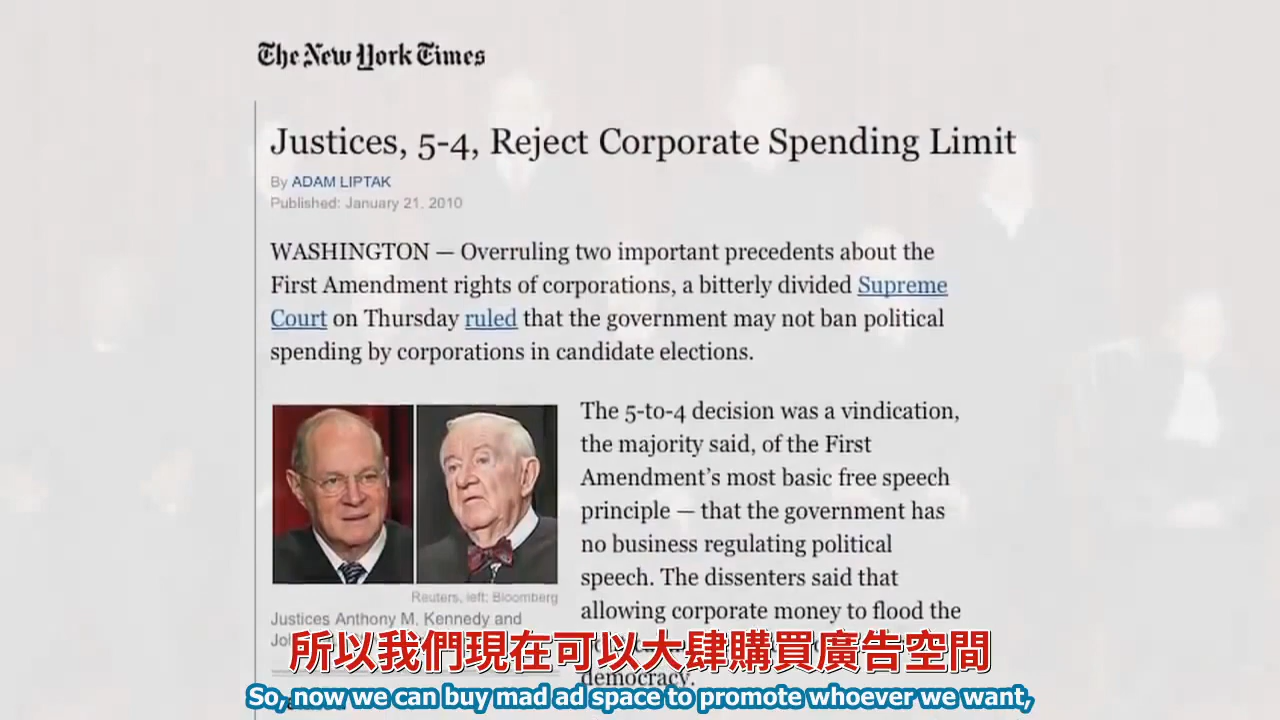 The New York Times
Justices, 5-4, Reject Corporate Spending Limit
By ADAM LIPTAK
Published: January 21, 2010
WASHINGTON — Overruling two important precedents about the
First Amendment rights of corporations, a bitterly divided Supreme
Court on Thursday ruled that the government may not ban political
spending by corporations in candidate elections.
The 5-to-4 decision was a vindication,
the majority said, of the First
Amendment's most basic free speech
principle — that the government has
no business regulating political
speech. The dissenters said that
allowing corporate money to flood the
democracy.
Reuters, left; Bloomberg
Justices Anthony M. Kennedy and
所以我們現在可以大肆購買廣告空間
So, now we can buy mad ad space to promote whoever we want,